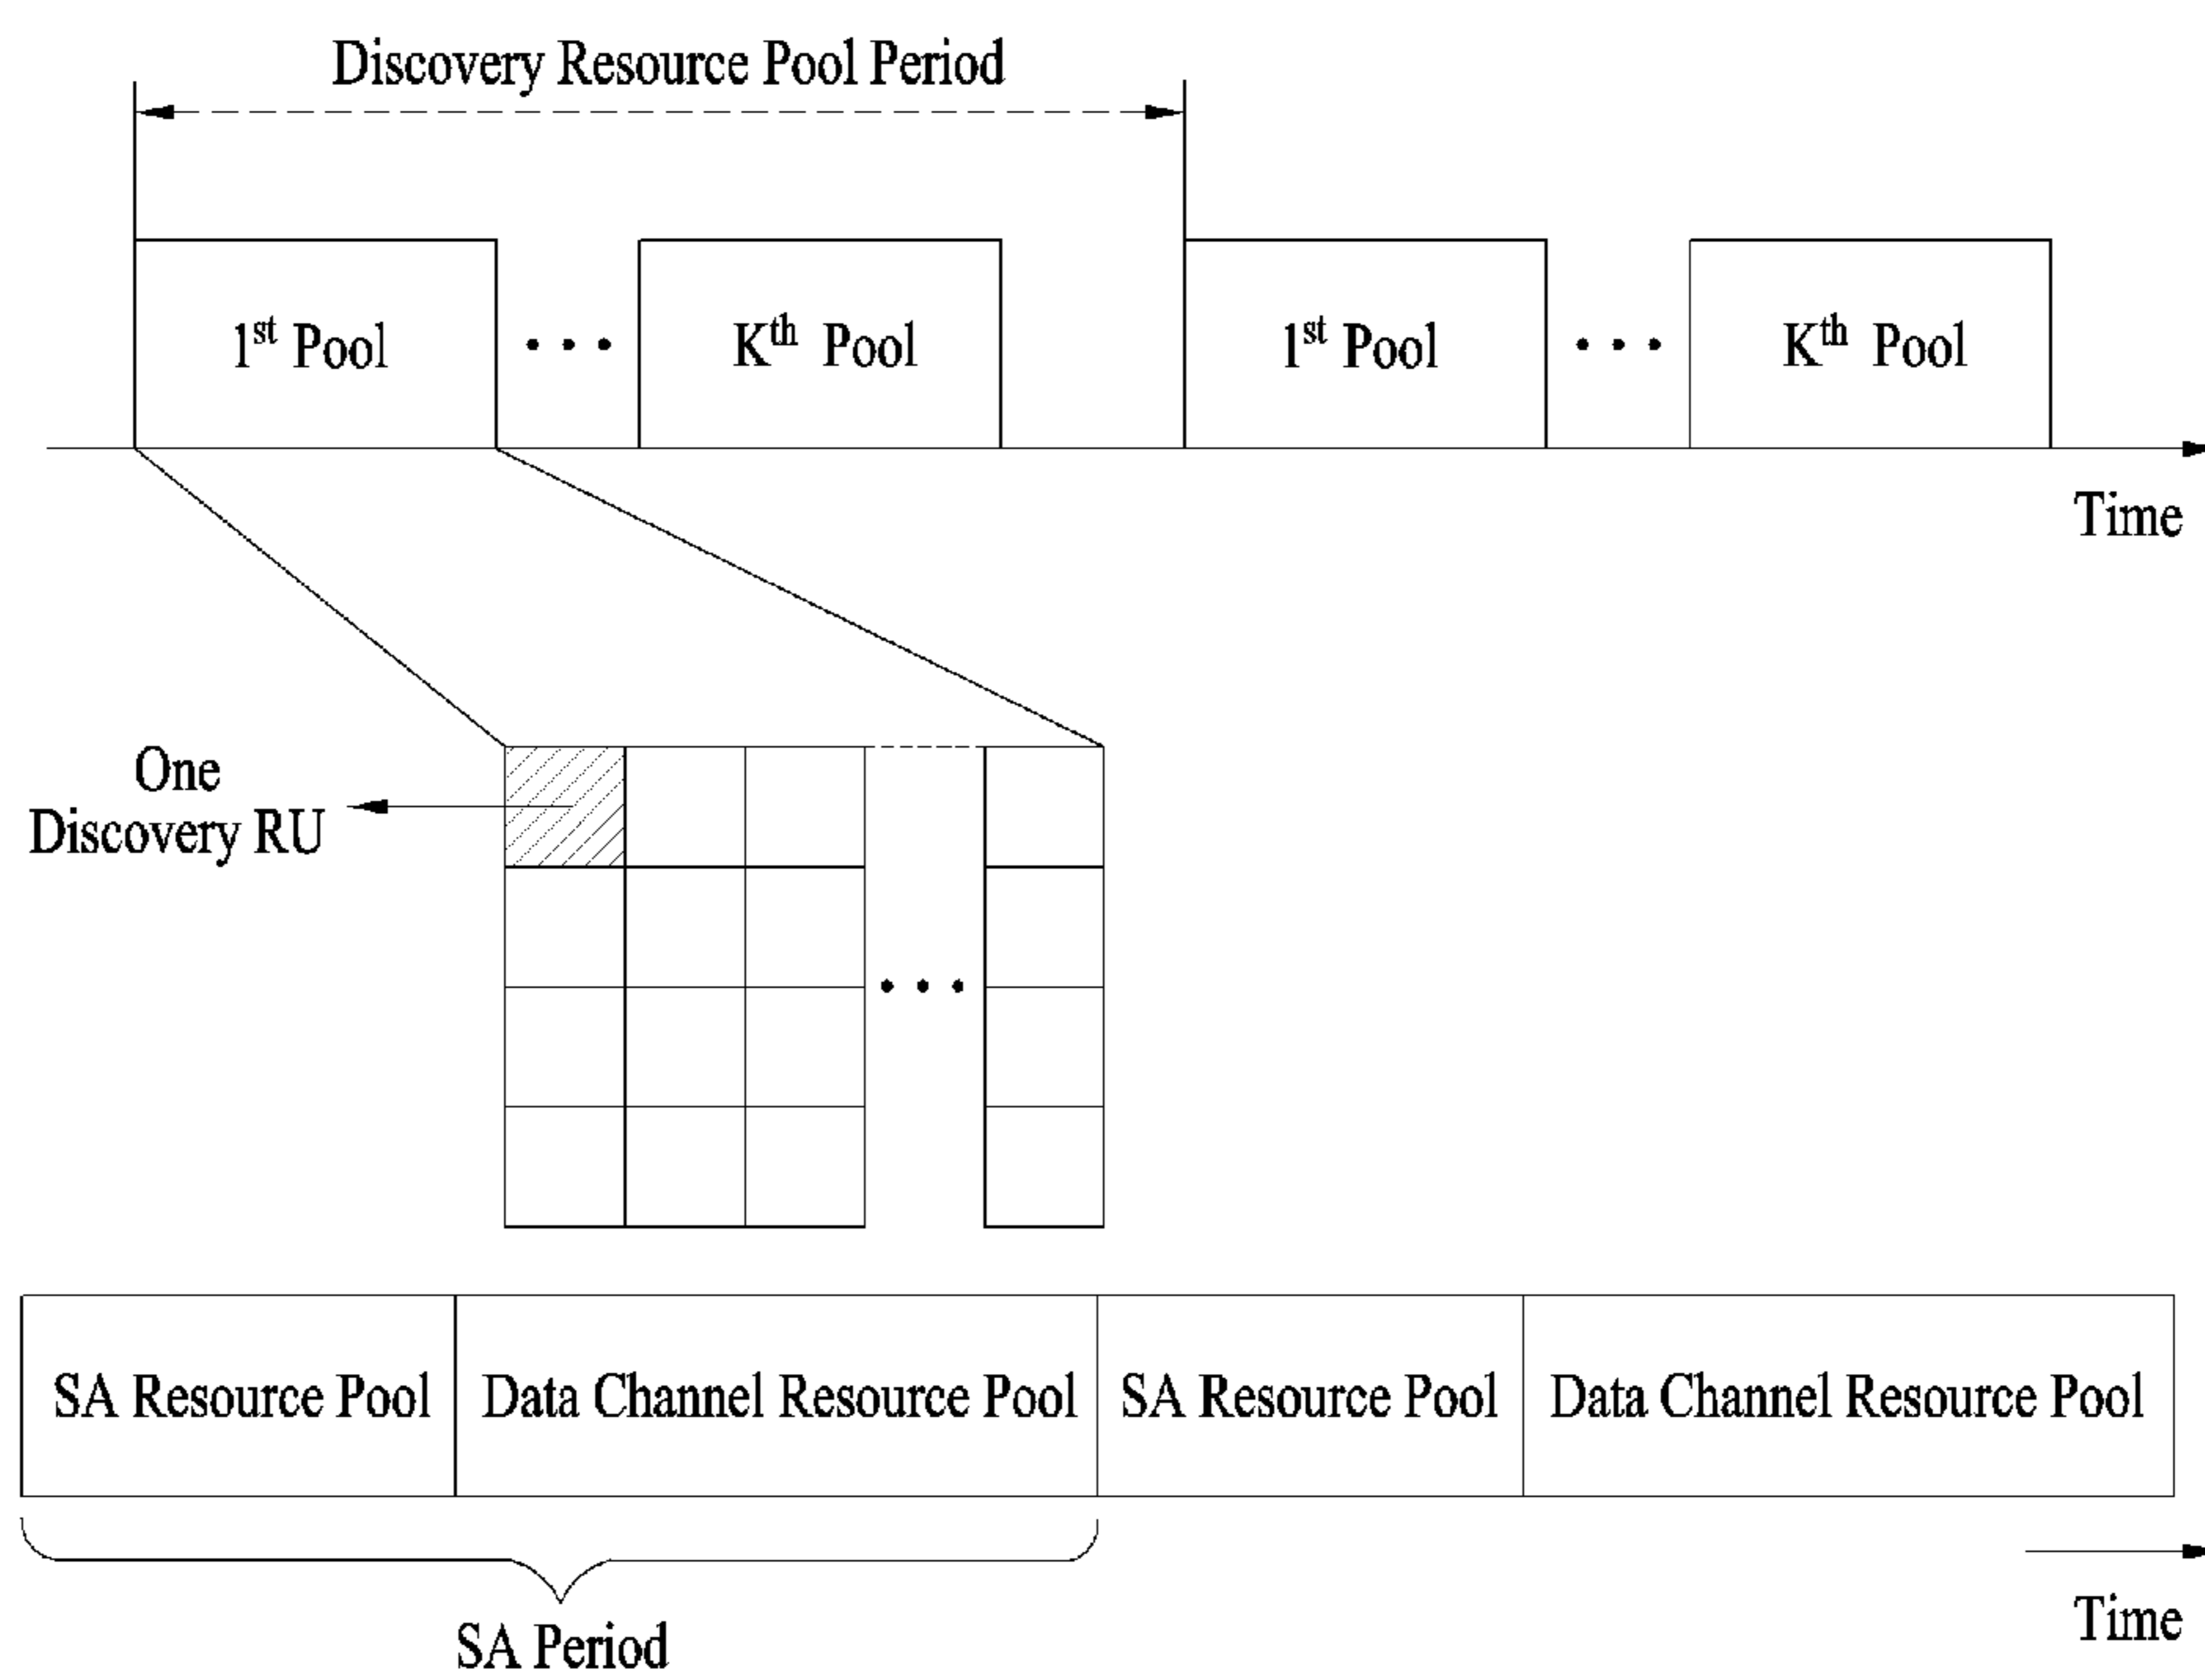 Discovery Resource Pool Period
1st Pool
• • •
Kth Pool
1st Pool
• • •
Kth Pool
Time
One
Discovery RU
• • •
SA Resource Pool
Data Channel Resource Pool
SA Resource Pool
Data Channel Resource Pool
SA Period
Time